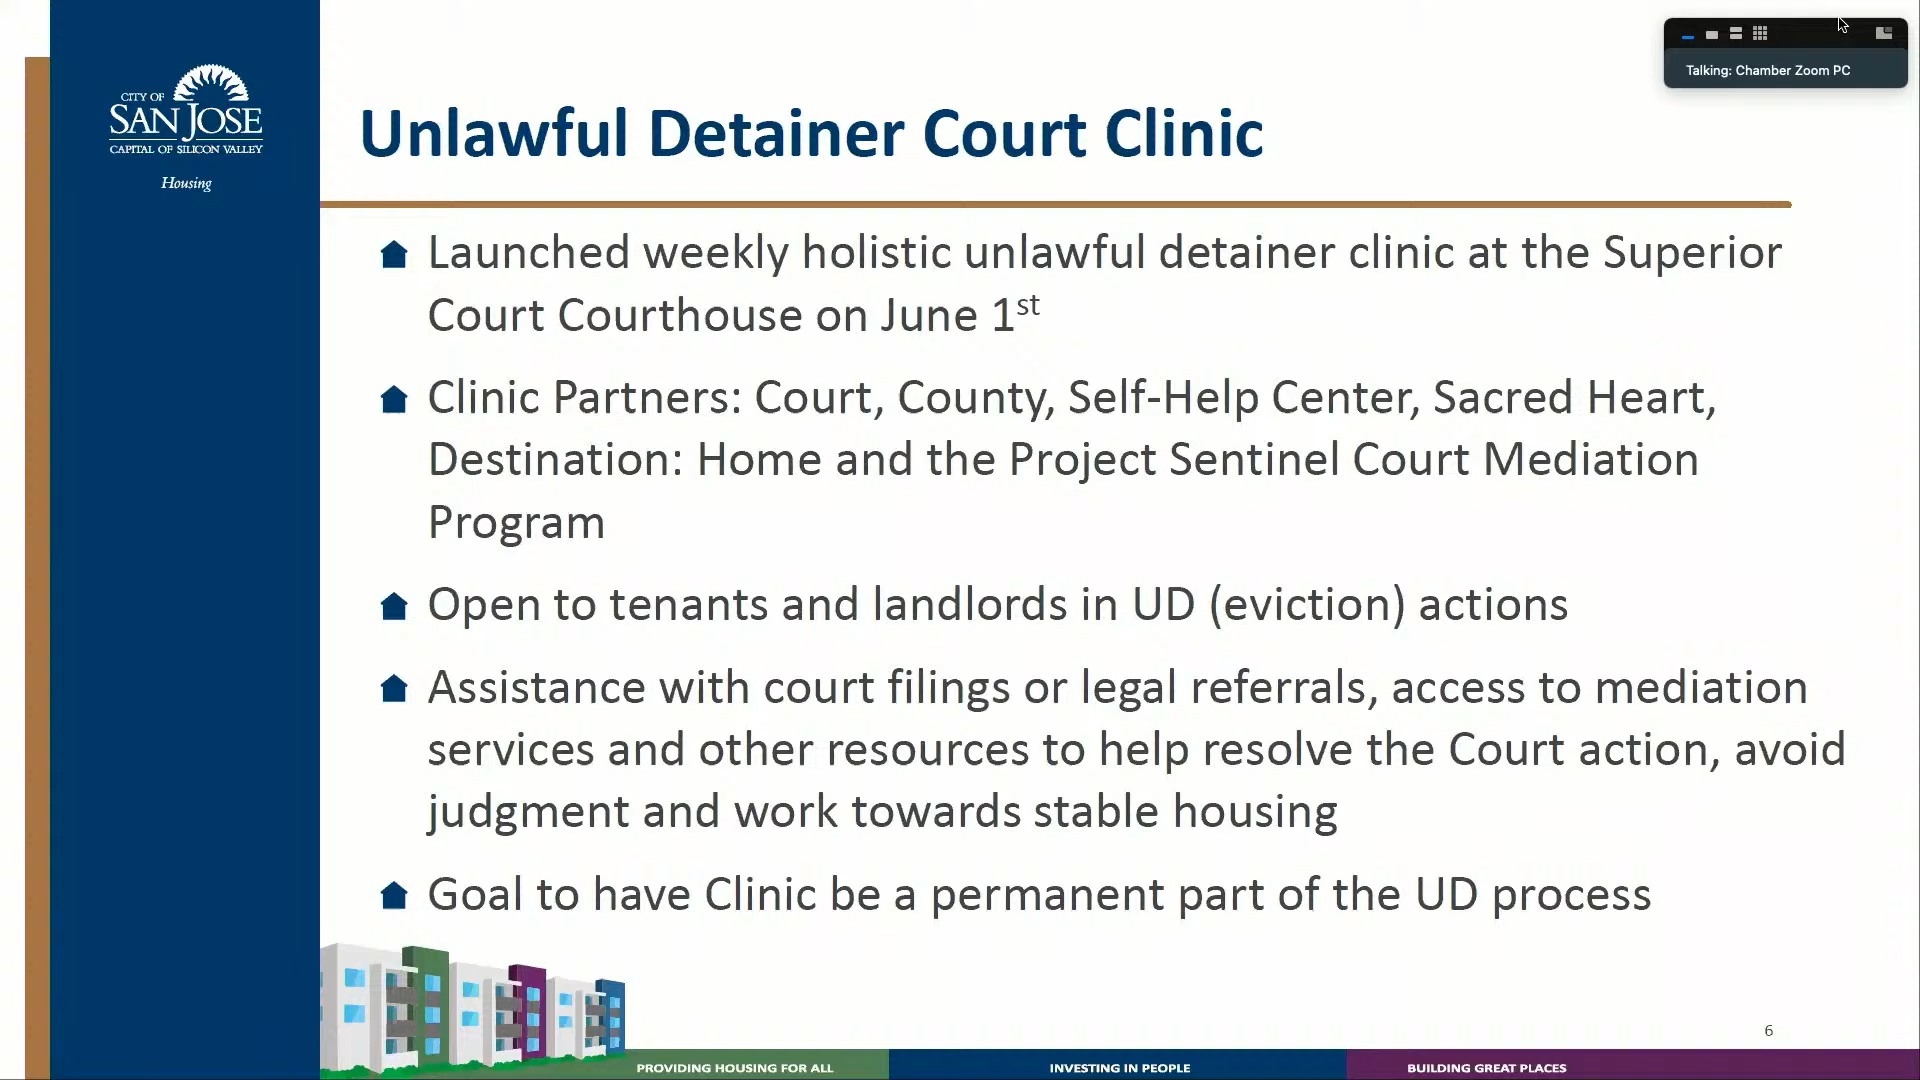 Talking: Chamber Zoom PC
CITY OF
SAN JOSE
CAPITAL OF SILICON VALLEY
Housing
Unlawful Detainer Court Clinic
Launched weekly holistic unlawful detainer clinic at the Superior
Court Courthouse on June 1st
Clinic Partners: Court, County, Self-Help Center, Sacred Heart,
Destination: Home and the Project Sentinel Court Mediation
Program
Open to tenants and landlords in UD (eviction) actions
Assistance with court filings or legal referrals, access to mediation
services and other resources to help resolve the Court action, avoid
judgment and work towards stable housing
Goal to have Clinic be a permanent part of the UD process
6
PROVIDING HOUSING FOR ALL
INVESTING IN PEOPLE
BUILDING GREAT PLACES